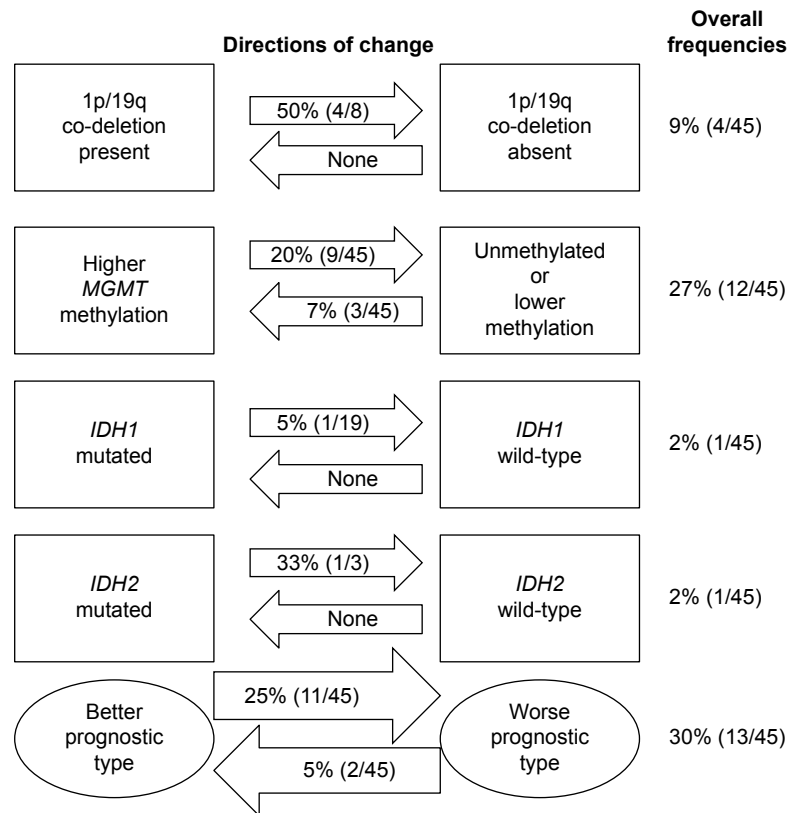 Directions of change
Overall
frequencies
1p/19q
co-deletion
present
50% (4/8)
None
1p/19q
co-deletion
absent
9% (4/45)
Higher
MGMT
methylation
20% (9/45)
7% (3/45)
Unmethylated
or
lower
methylation
27% (12/45)
IDH1
mutated
5% (1/19)
None
IDH1
wild-type
2% (1/45)
IDH2
mutated
33% (1/3)
None
IDH2
wild-type
2% (1/45)
Better
prognostic
type
25% (11/45)
5% (2/45)
Worse
prognostic
type
30% (13/45)